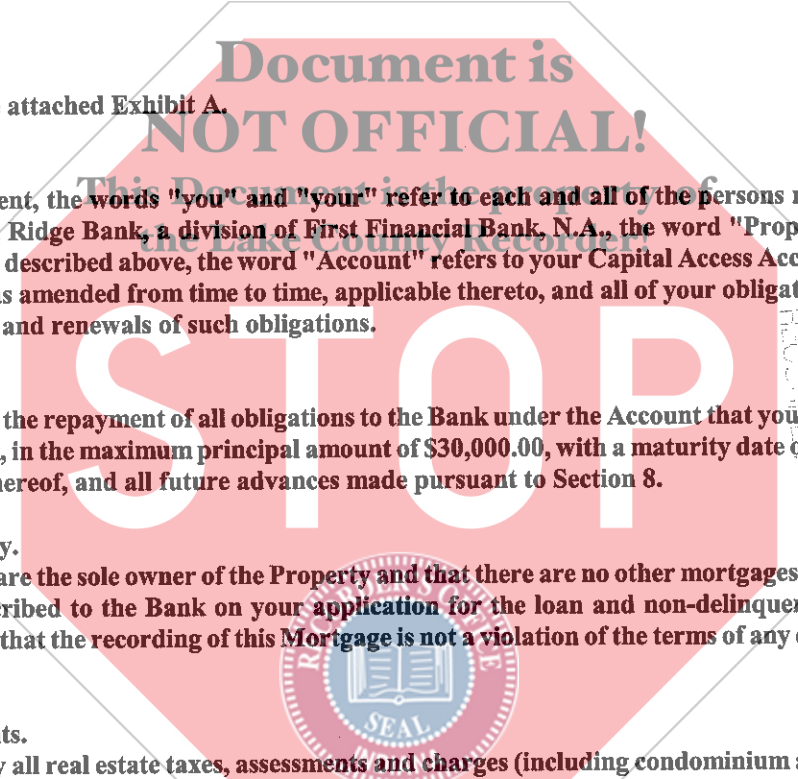 Document is
attached Exhibit A.
NOT OFFICIAL!
This Document is the property of
ent, the words "you" and "your" refer to each and all of the persons
the Lake County Recorder!
Ridge Bank, a division of First Financial Bank, N.A., the word "Prop
described above, the word "Account" refers to your Capital Access Acc
s amended from time to time, applicable thereto, and all of your obligat
and renewals of such obligations.
STOP
the repayment of all obligations to the Bank under the Account that you
, in the maximum principal amount of $30,000.00, with a maturity date
ereof, and all future advances made pursuant to Section 8.
y.
are the sole owner of the Property and that there are no other mortgages
ribed to the Bank on your application for the loan and non-delinquen
that the recording of this Mortgage is not a violation of the terms of any
RECORDER'S OFFICE
SEAL
INDIANA
ts.
all real estate taxes, assessments and charges (including condominium